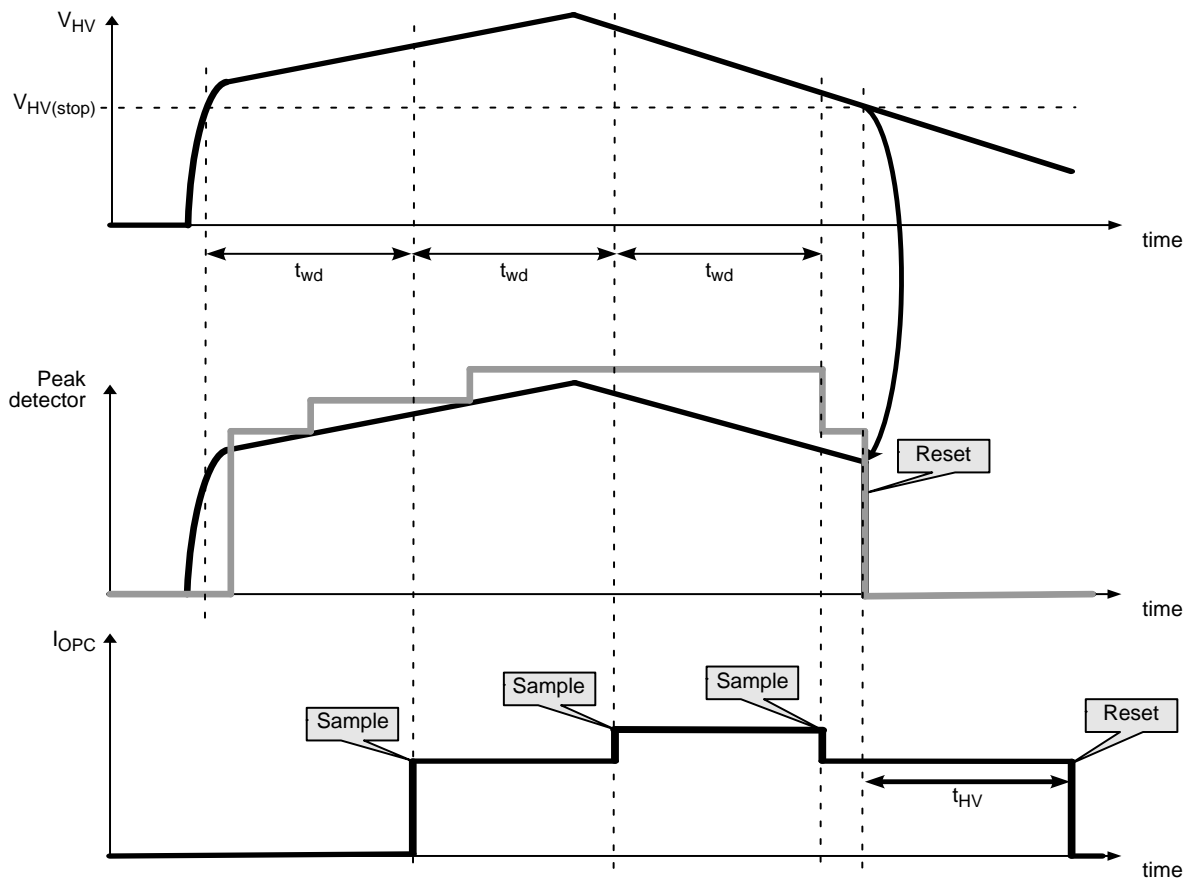 VHV
VHV(stop)
time
twd
twd
twd
Peak
detector
Reset
time
IOPC
Sample
Sample
Sample
Reset
tHV
time